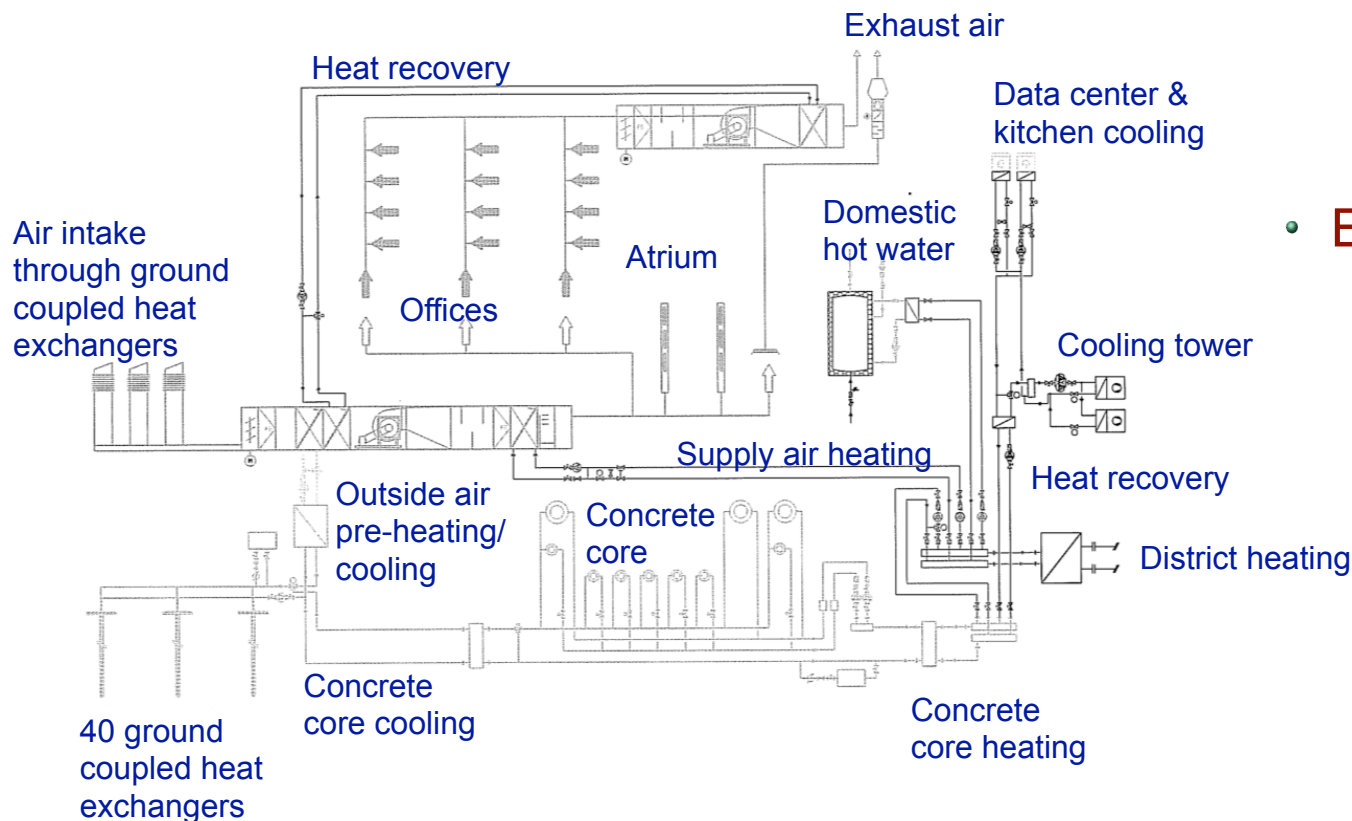 Exhaust air
Heat recovery
Data center &
kitchen cooling
Domestic
hot water
Air intake
through ground
coupled heat
exchangers
Atrium
Offices
Cooling tower
Supply air heating
Heat recovery
Outside air
pre-heating/
cooling
Concrete
core
District heating
Concrete
core cooling
Concrete
core heating
40 ground
coupled heat
exchangers